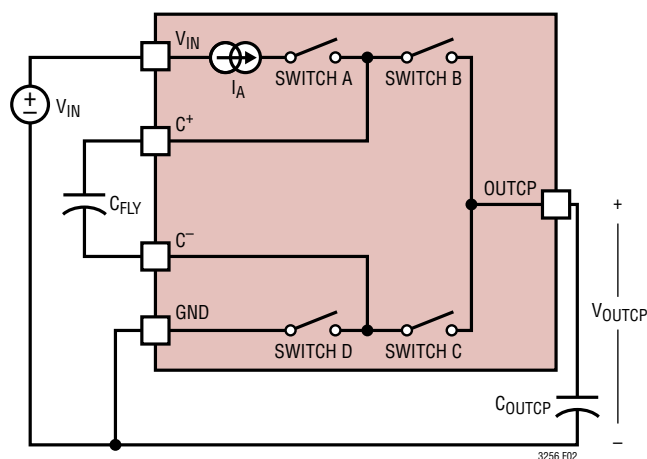 V_IN
SWITCH A
SWITCH B
I_A
± V_IN
C⁺
OUTCP
+
C_FLY
C⁻
GND
V_OUTCP
SWITCH D
SWITCH C
C_OUTCP
–
3256 F02